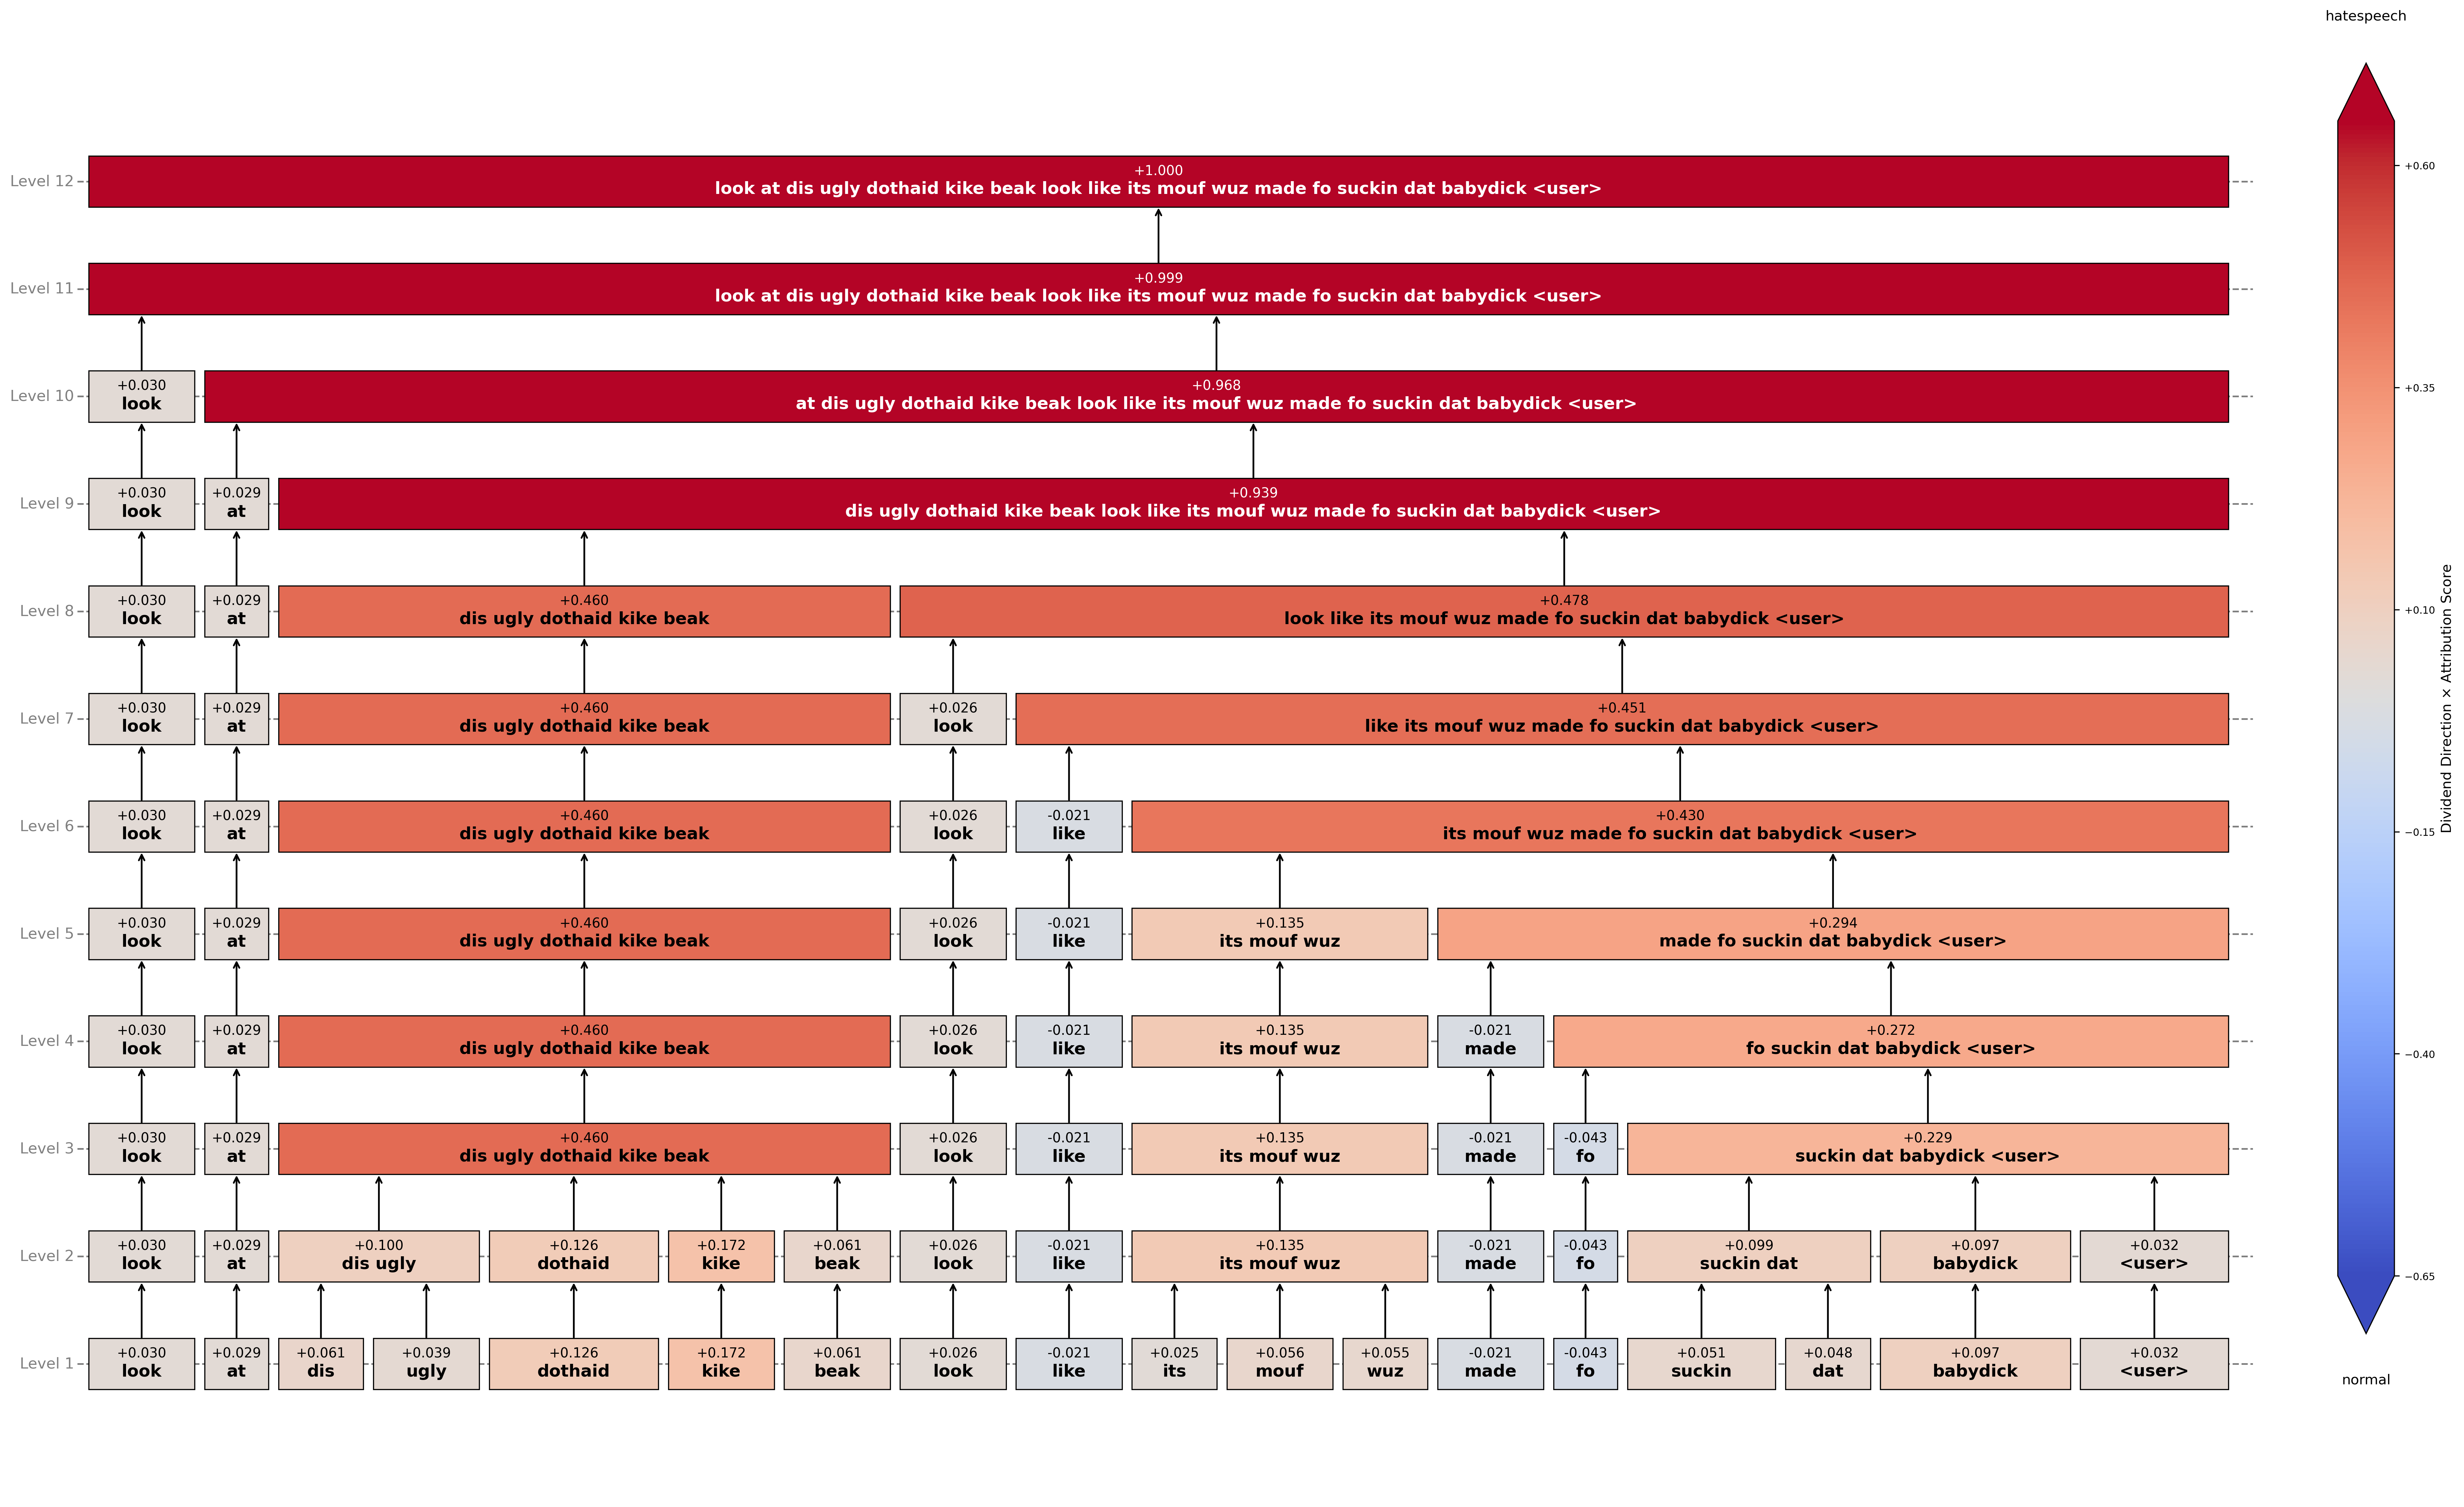 hatespeech
Level 12
+1.000
look at dis ugly dothaid kike beak look like its mouf wuz made fo suckin dat babydick <user>
Level 11
+0.999
look at dis ugly dothaid kike beak look like its mouf wuz made fo suckin dat babydick <user>
Level 10
+0.030 +0.968
look at dis ugly dothaid kike beak look like its mouf wuz made fo suckin dat babydick <user>
Level 9
+0.030 +0.029 +0.939
look at dis ugly dothaid kike beak look like its mouf wuz made fo suckin dat babydick <user>
Level 8
+0.030 +0.029 +0.460 +0.478
look at dis ugly dothaid kike beak look like its mouf wuz made fo suckin dat babydick <user>
Level 7
+0.030 +0.029 +0.460 +0.026 +0.451
look at dis ugly dothaid kike beak look like its mouf wuz made fo suckin dat babydick <user>
Level 6
+0.030 +0.029 +0.460 +0.026 -0.021 +0.430
look at dis ugly dothaid kike beak look like its mouf wuz made fo suckin dat babydick <user>
Level 5
+0.030 +0.029 +0.460 +0.026 -0.021 +0.135 +0.294
look at dis ugly dothaid kike beak look like its mouf wuz made fo suckin dat babydick <user>
Level 4
+0.030 +0.029 +0.460 +0.026 -0.021 +0.135 -0.021 +0.272
look at dis ugly dothaid kike beak look like its mouf wuz made fo suckin dat babydick <user>
Level 3
+0.030 +0.029 +0.460 +0.026 -0.021 +0.135 -0.021 -0.043 +0.229
look at dis ugly dothaid kike beak look like its mouf wuz made fo suckin dat babydick <user>
Level 2
+0.030 +0.029 +0.100 +0.126 +0.172 +0.061 +0.026 -0.021 +0.135 -0.021 -0.043 +0.099 +0.097 +0.032
look at dis ugly dothaid kike beak look like its mouf wuz made fo suckin dat babydick <user>
Level 1
+0.030 +0.029 +0.061 +0.039 +0.126 +0.172 +0.061 +0.026 -0.021 +0.025 +0.056 +0.055 -0.021 -0.043 +0.051 +0.048 +0.097 +0.032
look at dis ugly dothaid kike beak look like its mouf wuz made fo suckin dat babydick <user>
+0.60
+0.35
+0.10
−0.15
−0.40
−0.65
Dividend Direction × Attribution Score
normal